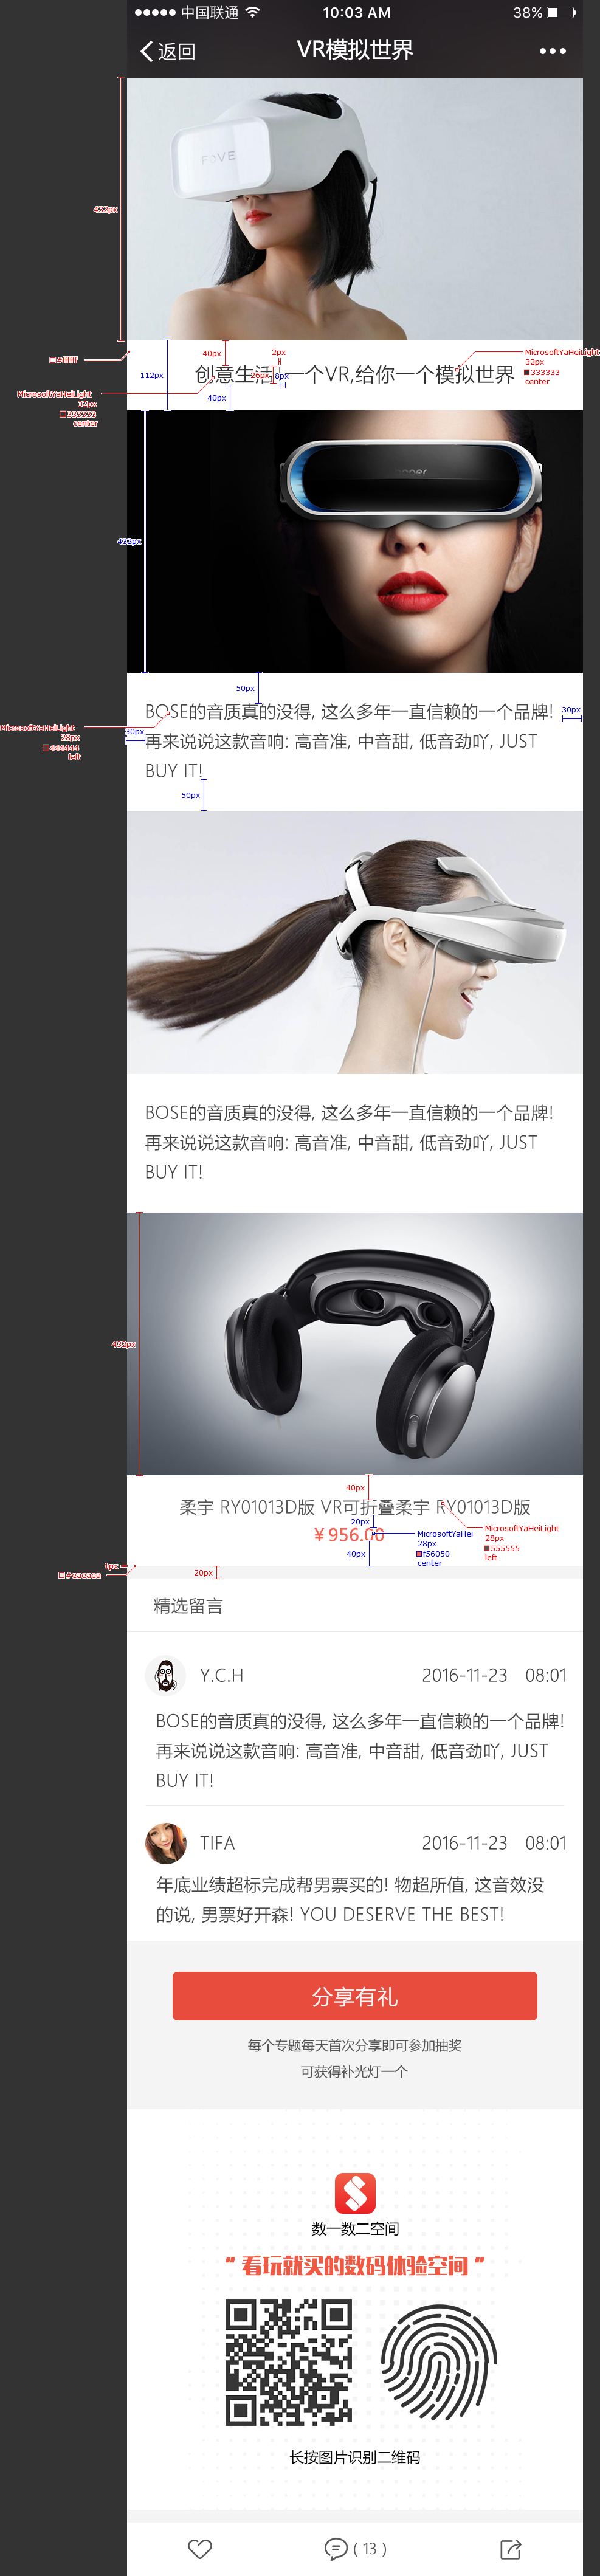 中国联通 10:03 AM 38%
返回 VR模拟世界
FOVE
432px
#ffffff
112px 40px 2px 26px 8px 40px
创意生活 一个VR,给你一个模拟世界
MicrosoftYaHeiLight
32px
333333
center
MicrosoftYaHeiLight
32px
333333
center
432px
50px
BOSE的音质真的没得, 这么多年一直信赖的一个品牌!
再来说说这款音响: 高音准, 中音甜, 低音劲吖, JUST
BUY IT!
30px
30px
MicrosoftYaHeiLight
28px
444444
left
50px
BOSE的音质真的没得, 这么多年一直信赖的一个品牌!
再来说说这款音响: 高音准, 中音甜, 低音劲吖, JUST
BUY IT!
432px
40px
柔宇 RY01013D版 VR可折叠柔宇 RY01013D版
20px
¥956.00
40px
MicrosoftYaHei
28px
f56050
center
MicrosoftYaHeiLight
28px
555555
left
1px
#eaeaea
20px
精选留言
Y.C.H 2016-11-23 08:01
BOSE的音质真的没得, 这么多年一直信赖的一个品牌!
再来说说这款音响: 高音准, 中音甜, 低音劲吖, JUST
BUY IT!
TIFA 2016-11-23 08:01
年底业绩超标完成帮男票买的! 物超所值, 这音效没
的说, 男票好开森! YOU DESERVE THE BEST!
分享有礼
每个专题每天首次分享即可参加抽奖
可获得补光灯一个
数一数二空间
“ 看玩就买的数码体验空间 ”
长按图片识别二维码
( 13 )